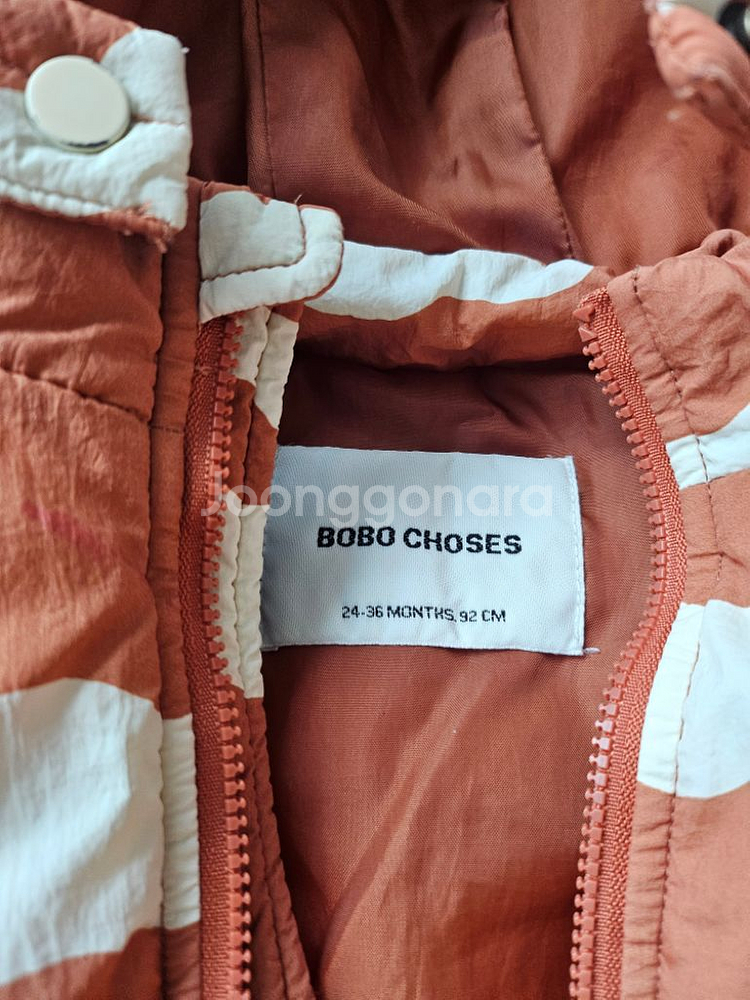 Joonggonara
BOBO CHOSES
24-36 MONTHS, 92 CM